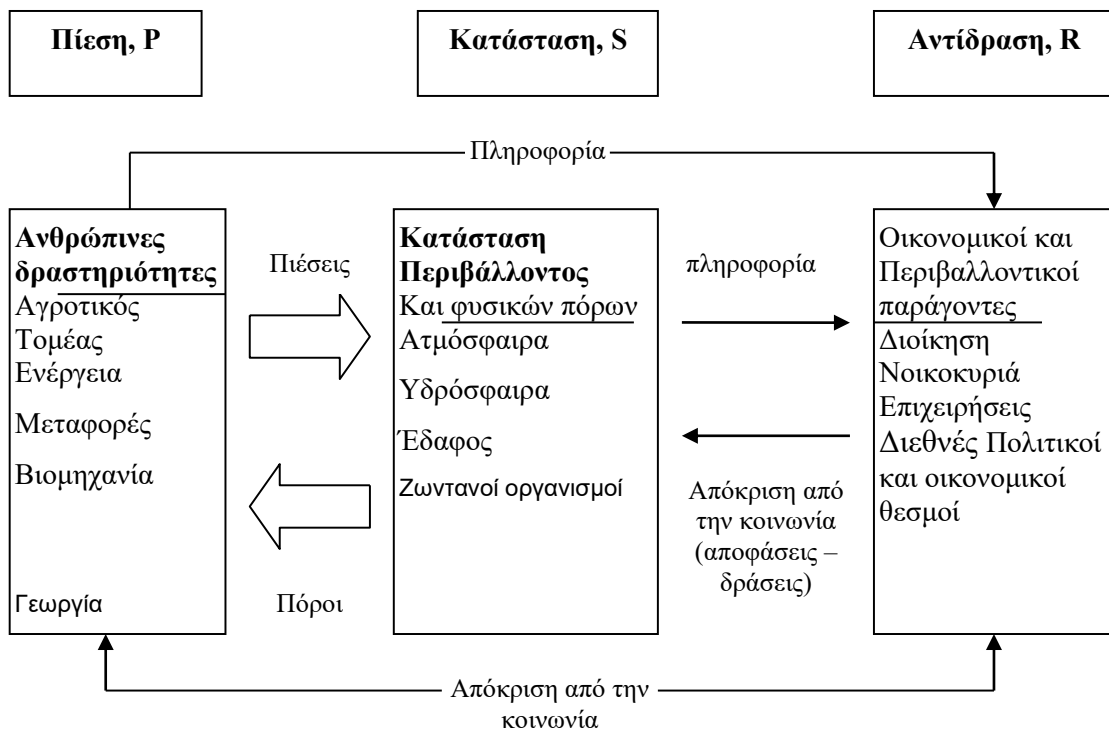 Πίεση, P
Κατάσταση, S
Αντίδραση, R
Πληροφορία
Ανθρώπινες
δραστηριότητες
Αγροτικός
Τομέας
Ενέργεια
Μεταφορές
Βιομηχανία
Γεωργία
Πιέσεις
Πόροι
Κατάσταση
Περιβάλλοντος
Και φυσικών πόρων
Ατμόσφαιρα
Υδρόσφαιρα
Έδαφος
Ζωντανοί οργανισμοί
πληροφορία
Απόκριση από
την κοινωνία
(αποφάσεις –
δράσεις)
Οικονομικοί και
Περιβαλλοντικοί
παράγοντες
Διοίκηση
Νοικοκυριά
Επιχειρήσεις
Διεθνές Πολιτικοί
και οικονομικοί
θεσμοί
Απόκριση από την
κοινωνία